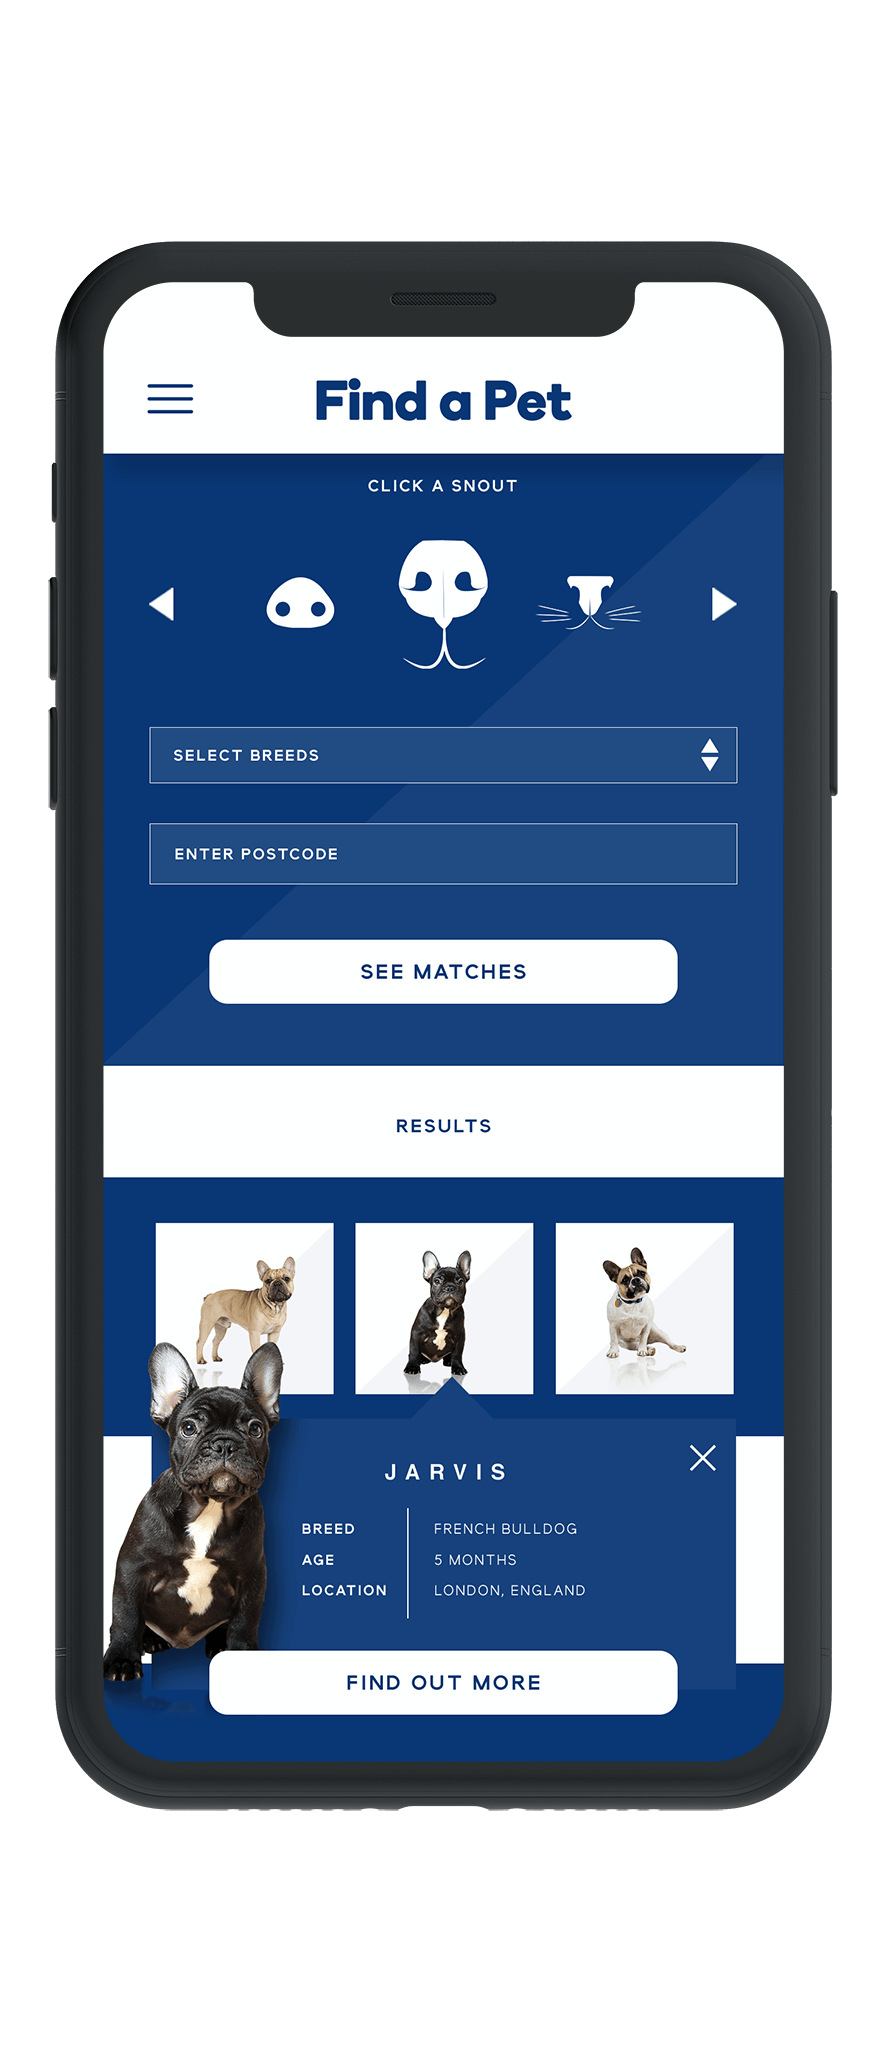 Find a Pet
CLICK A SNOUT
SELECT BREEDS
ENTER POSTCODE
SEE MATCHES
RESULTS
JARVIS
BREED FRENCH BULLDOG
AGE 5 MONTHS
LOCATION LONDON, ENGLAND
FIND OUT MORE